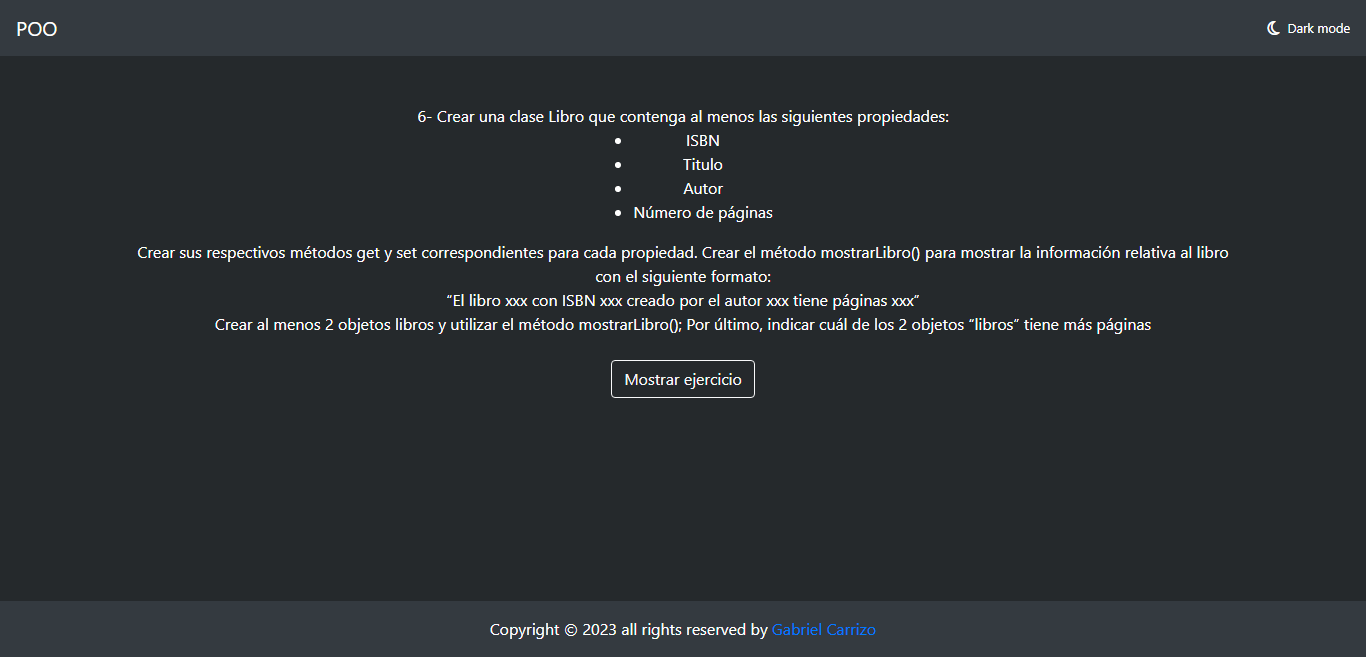 POO
Dark mode
6- Crear una clase Libro que contenga al menos las siguientes propiedades:
• ISBN
• Titulo
• Autor
• Número de páginas
Crear sus respectivos métodos get y set correspondientes para cada propiedad. Crear el método mostrarLibro() para mostrar la información relativa al libro
con el siguiente formato:
“El libro xxx con ISBN xxx creado por el autor xxx tiene páginas xxx”
Crear al menos 2 objetos libros y utilizar el método mostrarLibro(); Por último, indicar cuál de los 2 objetos “libros” tiene más páginas
Mostrar ejercicio
Copyright © 2023 all rights reserved by Gabriel Carrizo